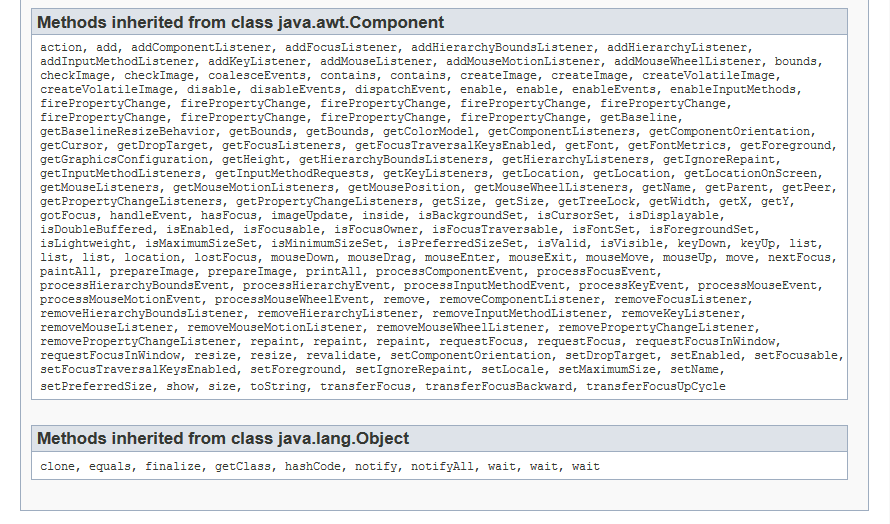 Methods inherited from class java.awt.Component
action, add, addComponentListener, addFocusListener, addHierarchyBoundsListener, addHierarchyListener,
addInputMethodListener, addKeyListener, addMouseListener, addMouseMotionListener, addMouseWheelListener, bounds,
checkImage, checkImage, coalesceEvents, contains, contains, createImage, createImage, createVolatileImage,
createVolatileImage, disable, disableEvents, dispatchEvent, enable, enable, enableEvents, enableInputMethods,
firePropertyChange, firePropertyChange, firePropertyChange, firePropertyChange, firePropertyChange,
firePropertyChange, firePropertyChange, firePropertyChange, firePropertyChange, getBaseline,
getBaselineResizeBehavior, getBounds, getBounds, getColorModel, getComponentListeners, getComponentOrientation,
getCursor, getDropTarget, getFocusListeners, getFocusTraversalKeysEnabled, getFont, getFontMetrics, getForeground,
getGraphicsConfiguration, getHeight, getHierarchyBoundsListeners, getHierarchyListeners, getIgnoreRepaint,
getInputMethodListeners, getInputMethodRequests, getKeyListeners, getLocation, getLocation, getLocationOnScreen,
getMouseListeners, getMouseMotionListeners, getMousePosition, getMouseWheelListeners, getName, getParent, getPeer,
getPropertyChangeListeners, getPropertyChangeListeners, getSize, getSize, getTreeLock, getWidth, getX, getY,
gotFocus, handleEvent, hasFocus, imageUpdate, inside, isBackgroundSet, isCursorSet, isDisplayable,
isDoubleBuffered, isEnabled, isFocusable, isFocusOwner, isFocusTraversable, isFontSet, isForegroundSet,
isLightweight, isMaximumSizeSet, isMinimumSizeSet, isPreferredSizeSet, isValid, isVisible, keyDown, keyUp, list,
list, list, location, lostFocus, mouseDown, mouseDrag, mouseEnter, mouseExit, mouseMove, mouseUp, move, nextFocus,
paintAll, prepareImage, prepareImage, printAll, processComponentEvent, processFocusEvent,
processHierarchyBoundsEvent, processHierarchyEvent, processInputMethodEvent, processKeyEvent, processMouseEvent,
processMouseMotionEvent, processMouseWheelEvent, remove, removeComponentListener, removeFocusListener,
removeHierarchyBoundsListener, removeHierarchyListener, removeInputMethodListener, removeKeyListener,
removeMouseListener, removeMouseMotionListener, removeMouseWheelListener, removePropertyChangeListener,
removePropertyChangeListener, repaint, repaint, repaint, requestFocus, requestFocus, requestFocusInWindow,
requestFocusInWindow, resize, resize, revalidate, setComponentOrientation, setDropTarget, setEnabled, setFocusable,
setFocusTraversalKeysEnabled, setForeground, setIgnoreRepaint, setLocale, setMaximumSize, setName,
setPreferredSize, show, size, toString, transferFocus, transferFocusBackward, transferFocusUpCycle
Methods inherited from class java.lang.Object
clone, equals, finalize, getClass, hashCode, notify, notifyAll, wait, wait, wait